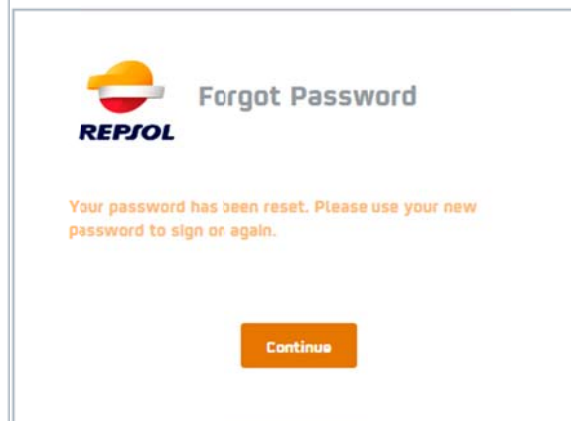 Forgot Password
REPSOL
Your password has been reset. Please use your new
password to sign or again.
Continue